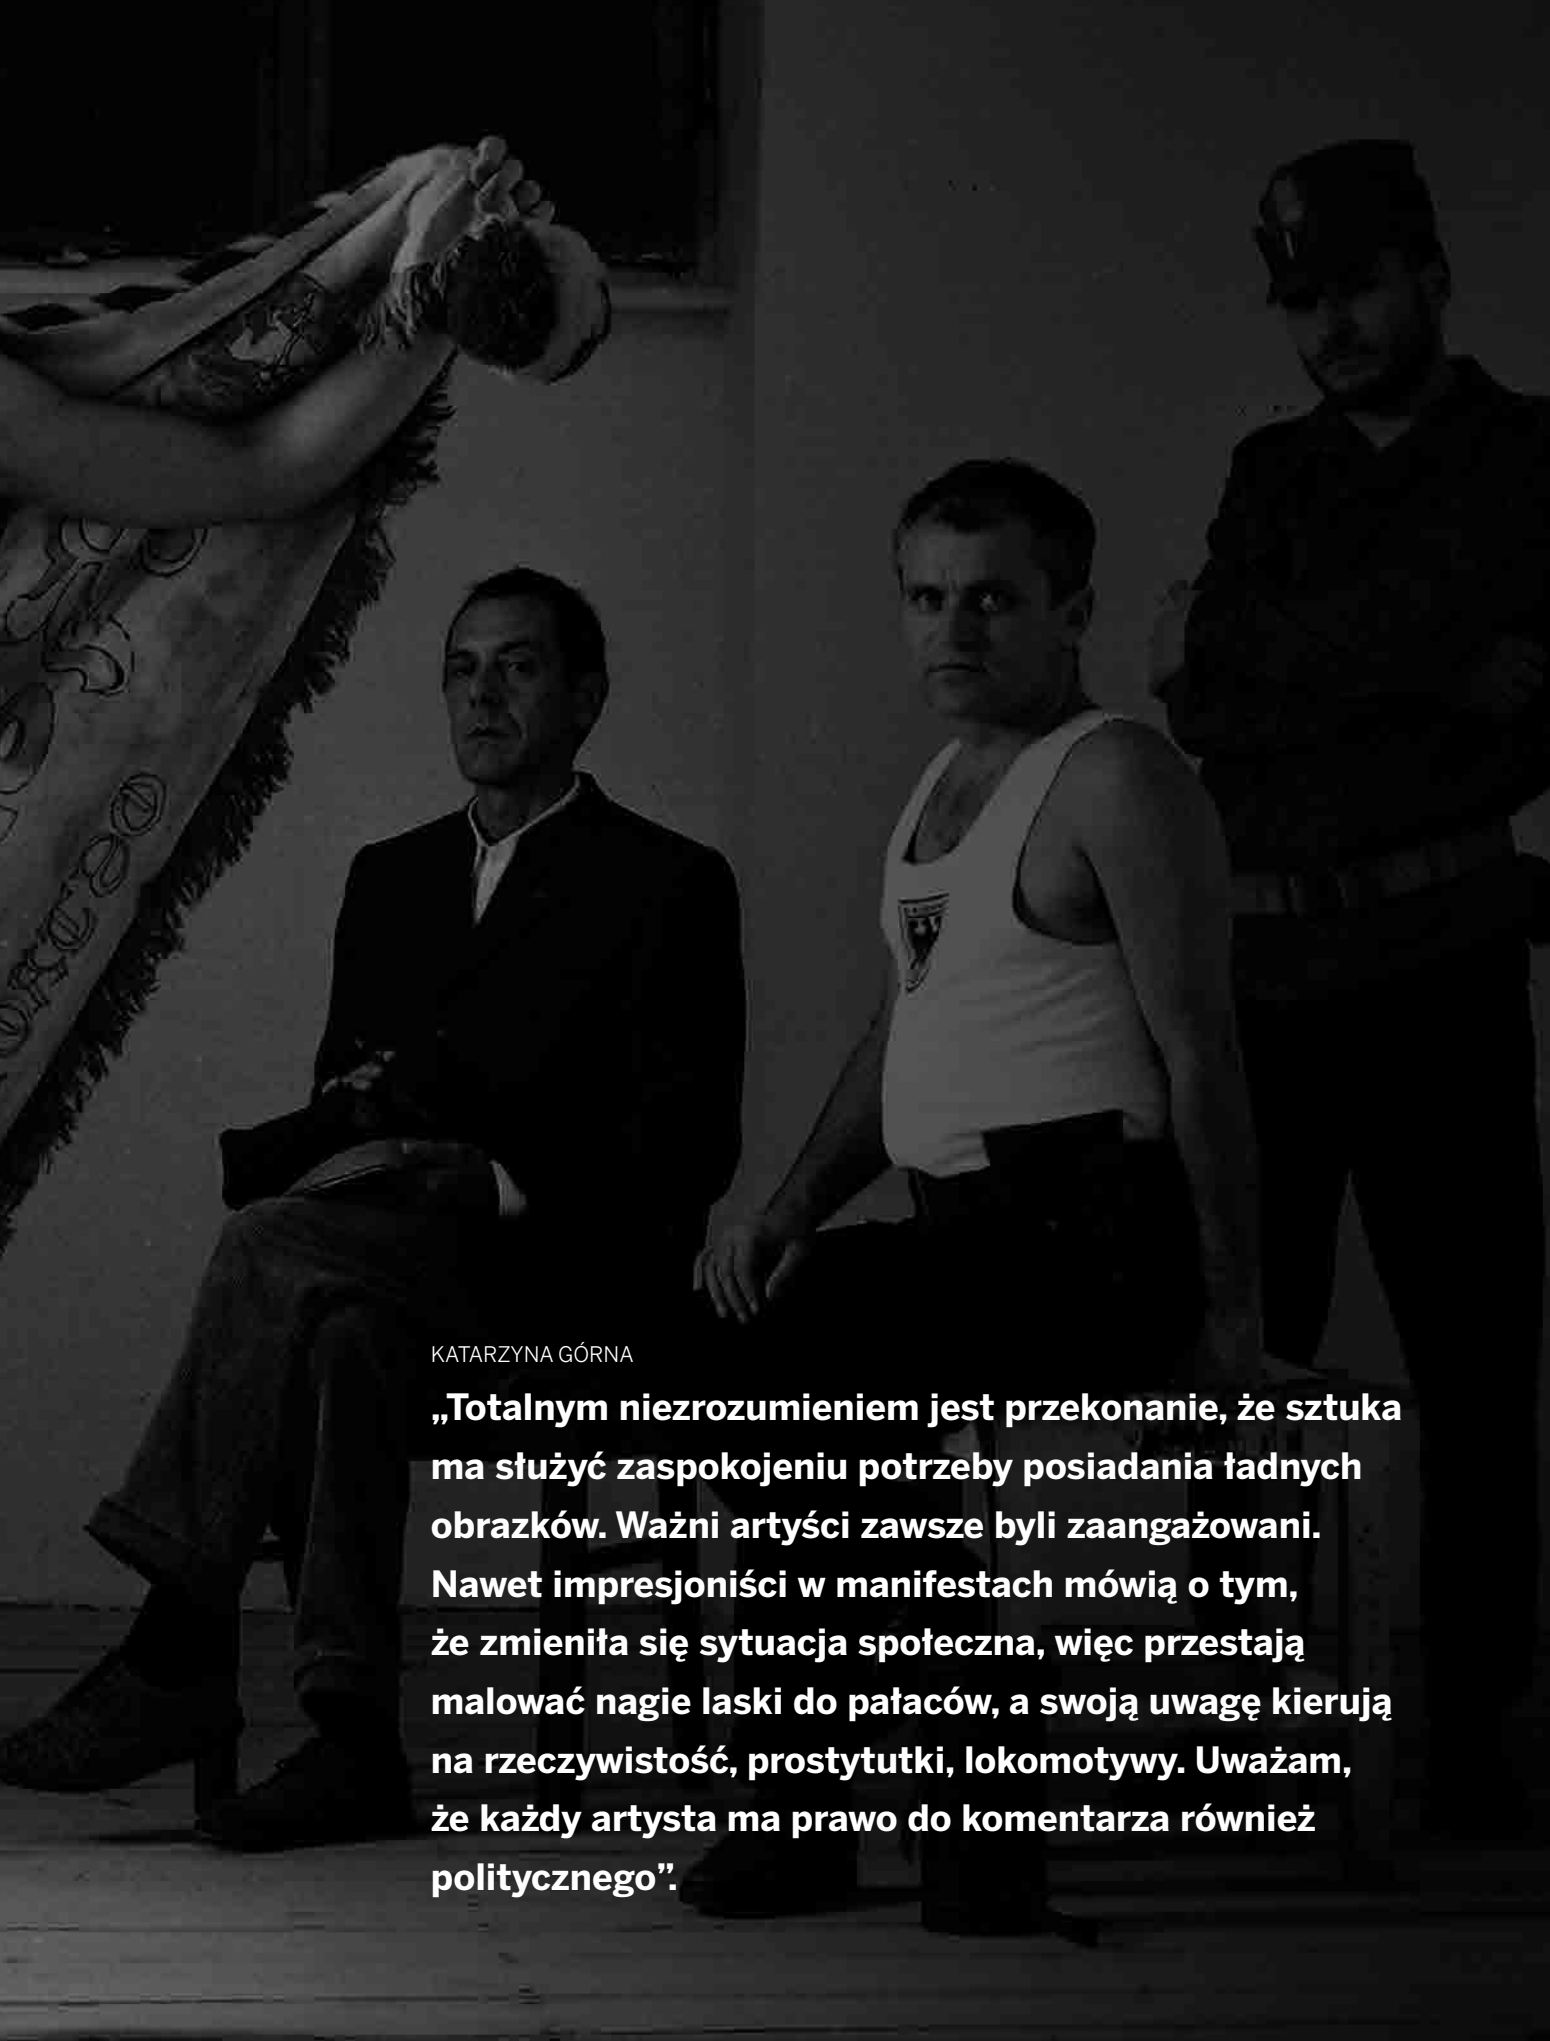 KATARZYNA GÓRNA
„Totalnym niezrozumieniem jest przekonanie, że sztuka
ma służyć zaspokojeniu potrzeby posiadania ładnych
obrazków. Ważni artyści zawsze byli zaangażowani.
Nawet impresjoniści w manifestach mówią o tym,
że zmieniła się sytuacja społeczna, więc przestają
malować nagie laski do pałaców, a swoją uwagę kierują
na rzeczywistość, prostytutki, lokomotywy. Uważam,
że każdy artysta ma prawo do komentarza również
politycznego”.